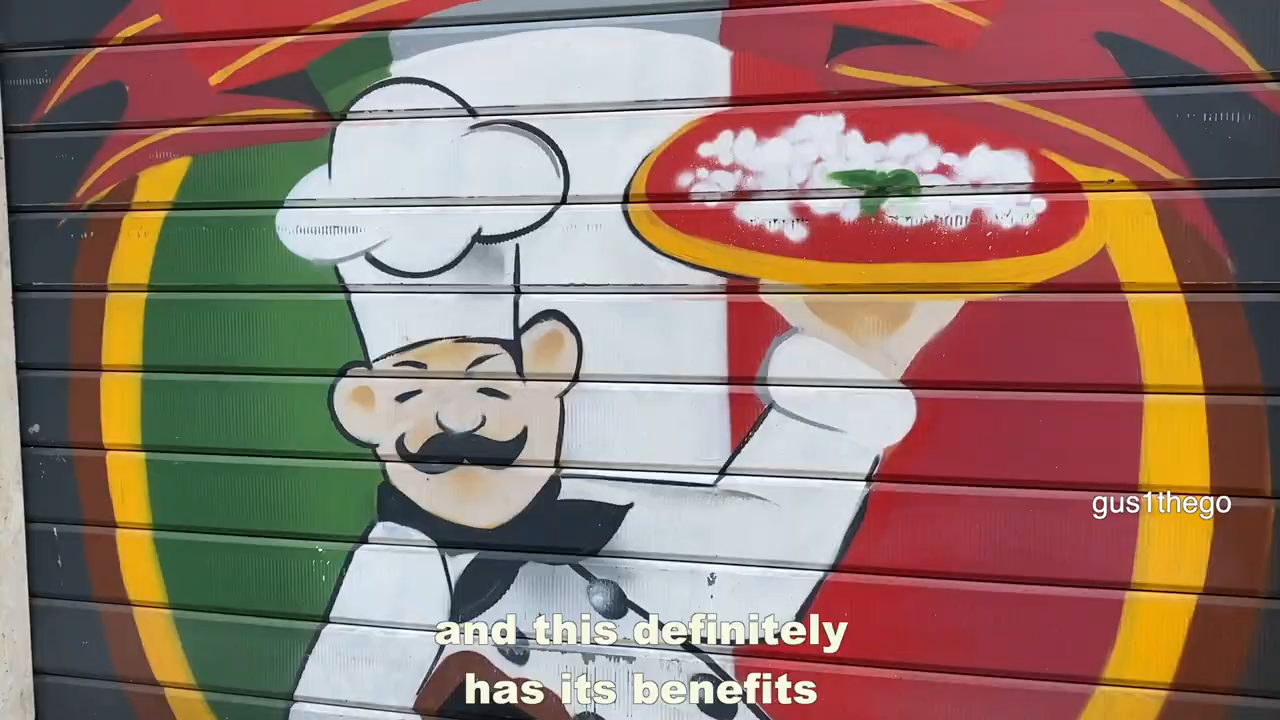 gus1thego
and this definitely
has its benefits